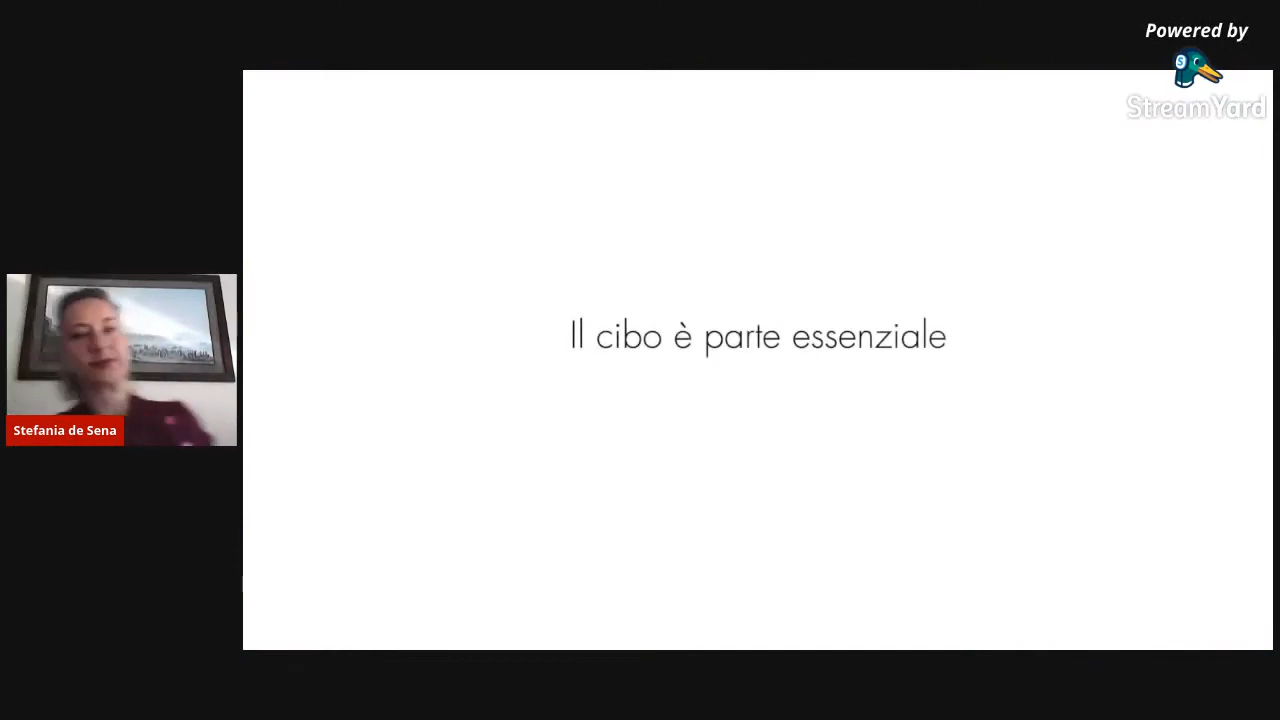 Powered by
StreamYard
Il cibo è parte essenziale
Stefania de Sena